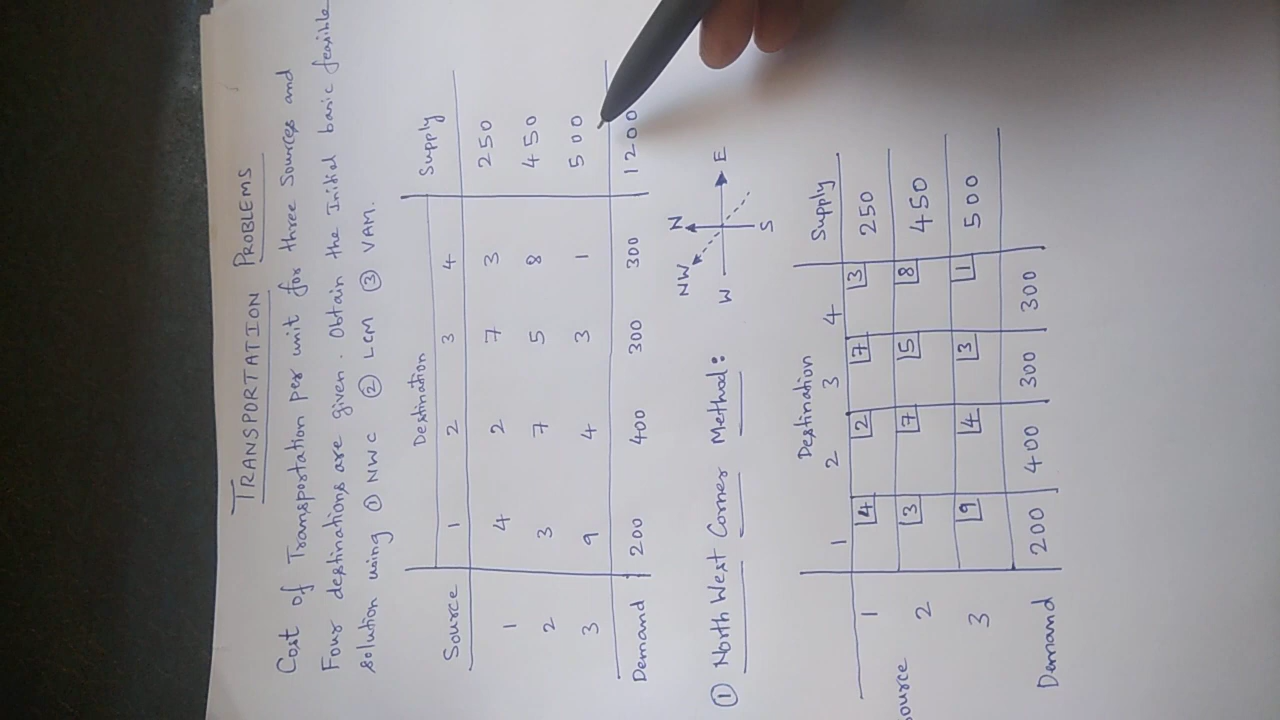 TRANSPORTATION PROBLEMS
Cost of Transportation per unit for three Sources and
Four destinations are given. Obtain the Initial basic feasible
solution using ① NWC ② LCM ③ VAM.
Destination
Source 1 2 3 4 Supply
1 4 2 7 3 250
2 3 7 5 8 450
3 9 4 3 1 500
Demand 200 400 300 300 1200
① North West Corner Method:
NW N
W E
S
Destination
1 2 3 4 Supply
1 4 2 7 3 250
ource 2 3 7 5 8 450
3 9 4 3 1 500
Demand 200 400 300 300